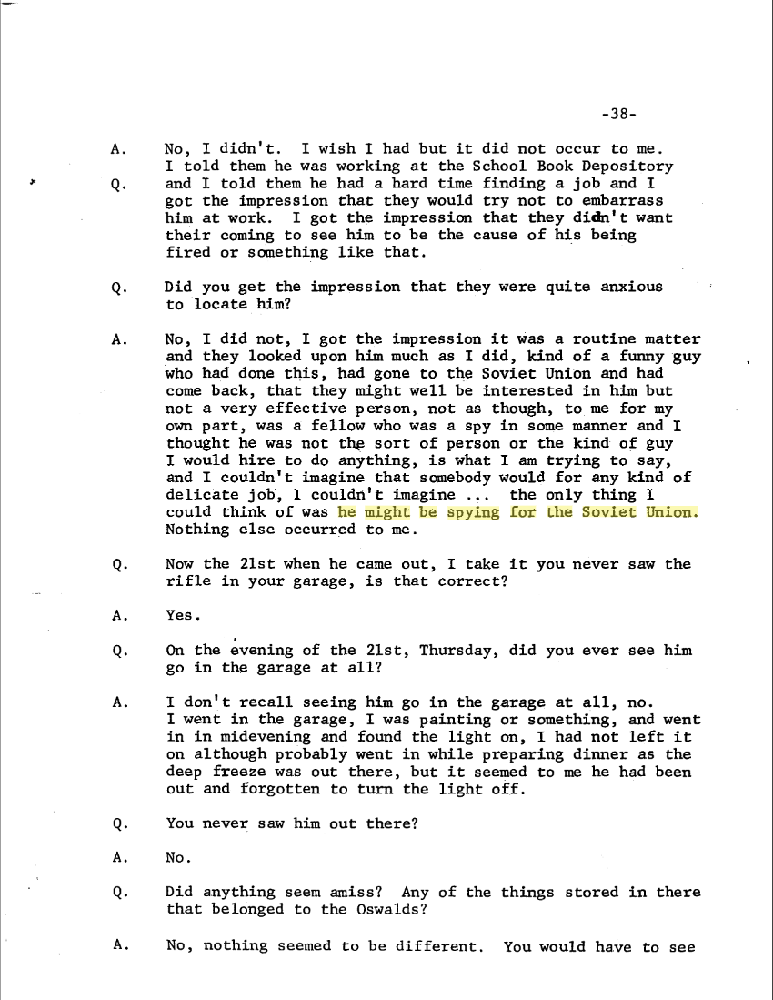 -38-
A. No, I didn't. I wish I had but it did not occur to me.
I told them he was working at the School Book Depository
Q. and I told them he had a hard time finding a job and I
got the impression that they would try not to embarrass
him at work. I got the impression that they didn't want
their coming to see him to be the cause of his being
fired or something like that.
Q. Did you get the impression that they were quite anxious
to locate him?
A. No, I did not, I got the impression it was a routine matter
and they looked upon him much as I did, kind of a funny guy
who had done this, had gone to the Soviet Union and had
come back, that they might well be interested in him but
not a very effective person, not as though, to me for my
own part, was a fellow who was a spy in some manner and I
thought he was not the sort of person or the kind of guy
I would hire to do anything, is what I am trying to say,
and I couldn't imagine that somebody would for any kind of
delicate job, I couldn't imagine ... the only thing I
could think of was he might be spying for the Soviet Union.
Nothing else occurred to me.
Q. Now the 21st when he came out, I take it you never saw the
rifle in your garage, is that correct?
A. Yes.
Q. On the evening of the 21st, Thursday, did you ever see him
go in the garage at all?
A. I don't recall seeing him go in the garage at all, no.
I went in the garage, I was painting or something, and went
in in midevening and found the light on, I had not left it
on although probably went in while preparing dinner as the
deep freeze was out there, but it seemed to me he had been
out and forgotten to turn the light off.
Q. You never saw him out there?
A. No.
Q. Did anything seem amiss? Any of the things stored in there
that belonged to the Oswalds?
A. No, nothing seemed to be different. You would have to see